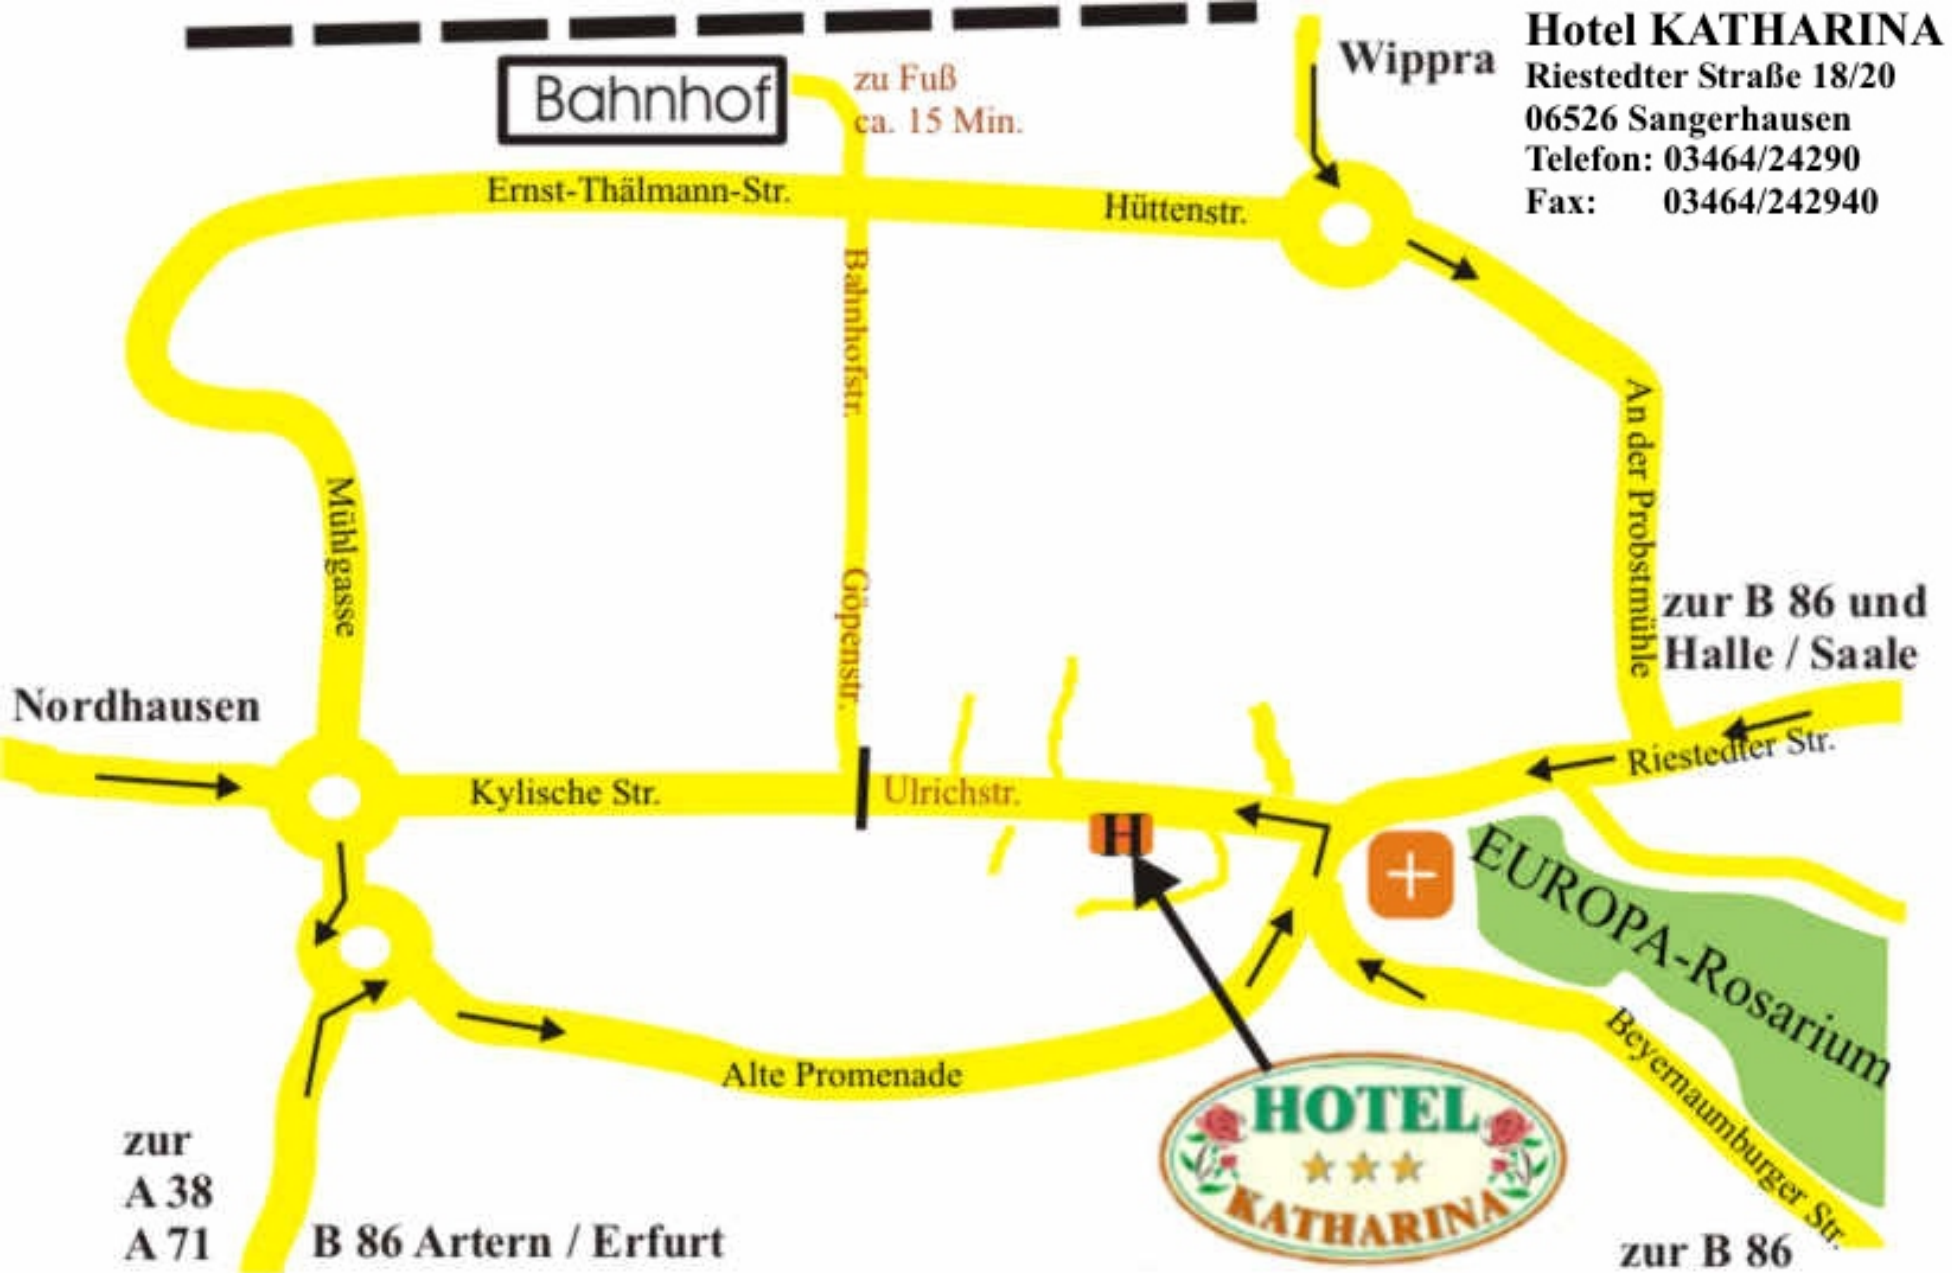 Hotel KATHARINA
Riestedter Straße 18/20
06526 Sangerhausen
Telefon: 03464/24290
Fax: 03464/242940
Wippra
Bahnhof
zu Fuß
ca. 15 Min.
Ernst-Thälmann-Str.
Hüttenstr.
Bahnhofstr.
An der Probstmühle
Mühlgasse
Göpenstr.
zur B 86 und
Halle / Saale
Nordhausen
Riestedter Str.
Kylische Str.
Ulrichstr.
H
EUROPA-Rosarium
Beyernaumburger Str.
Alte Promenade
HOTEL
KATHARINA
zur
A 38
A 71
B 86 Artern / Erfurt
zur B 86